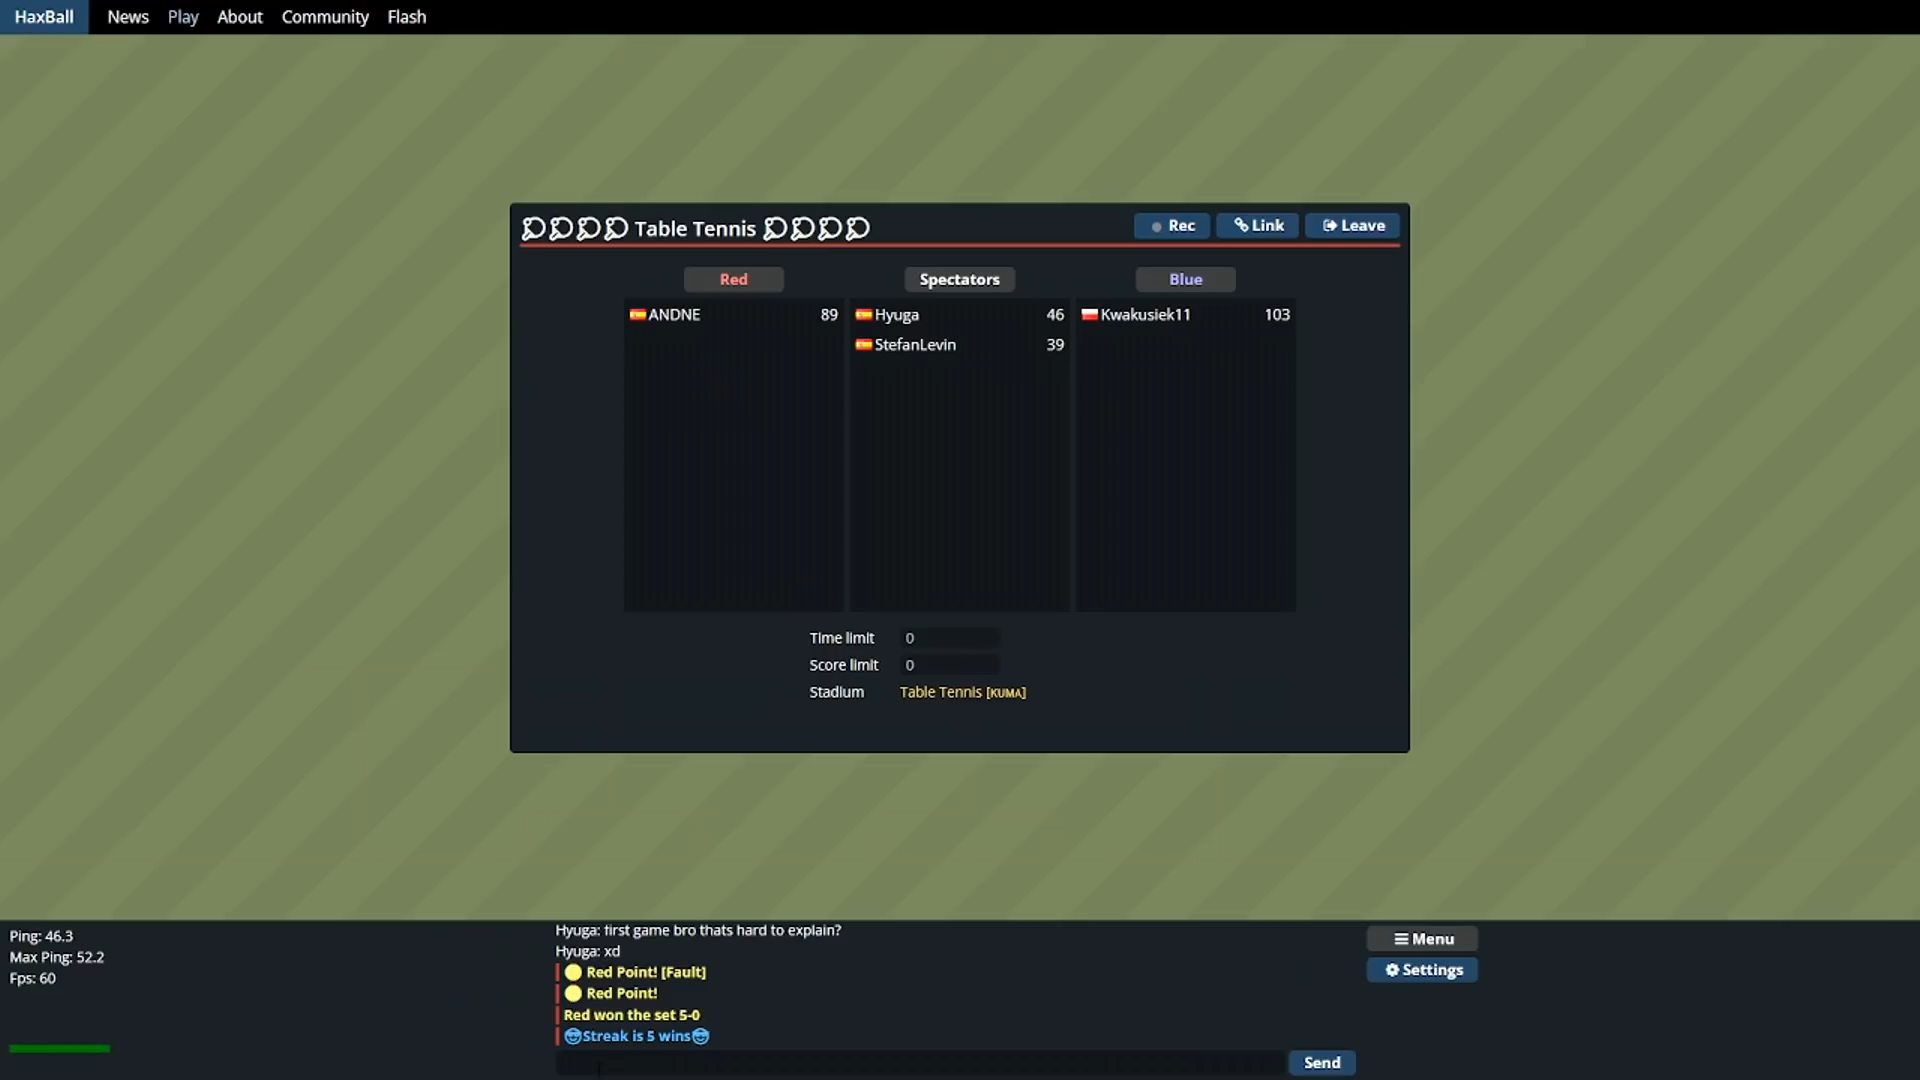 HaxBall News Play About Community Flash
Table Tennis
Rec Link Leave
Red Spectators Blue
ANDNE 89 Hyuga 46 Kwakusiek11 103
StefanLevin 39
Time limit 0
Score limit 0
Stadium Table Tennis [ᴋᴜᴍᴀ]
Ping: 46.3
Max Ping: 52.2
Fps: 60
Hyuga: first game bro thats hard to explain?
Hyuga: xd
Red Point! [Fault]
Red Point!
Red won the set 5-0
Streak is 5 wins
Menu
Settings
Send